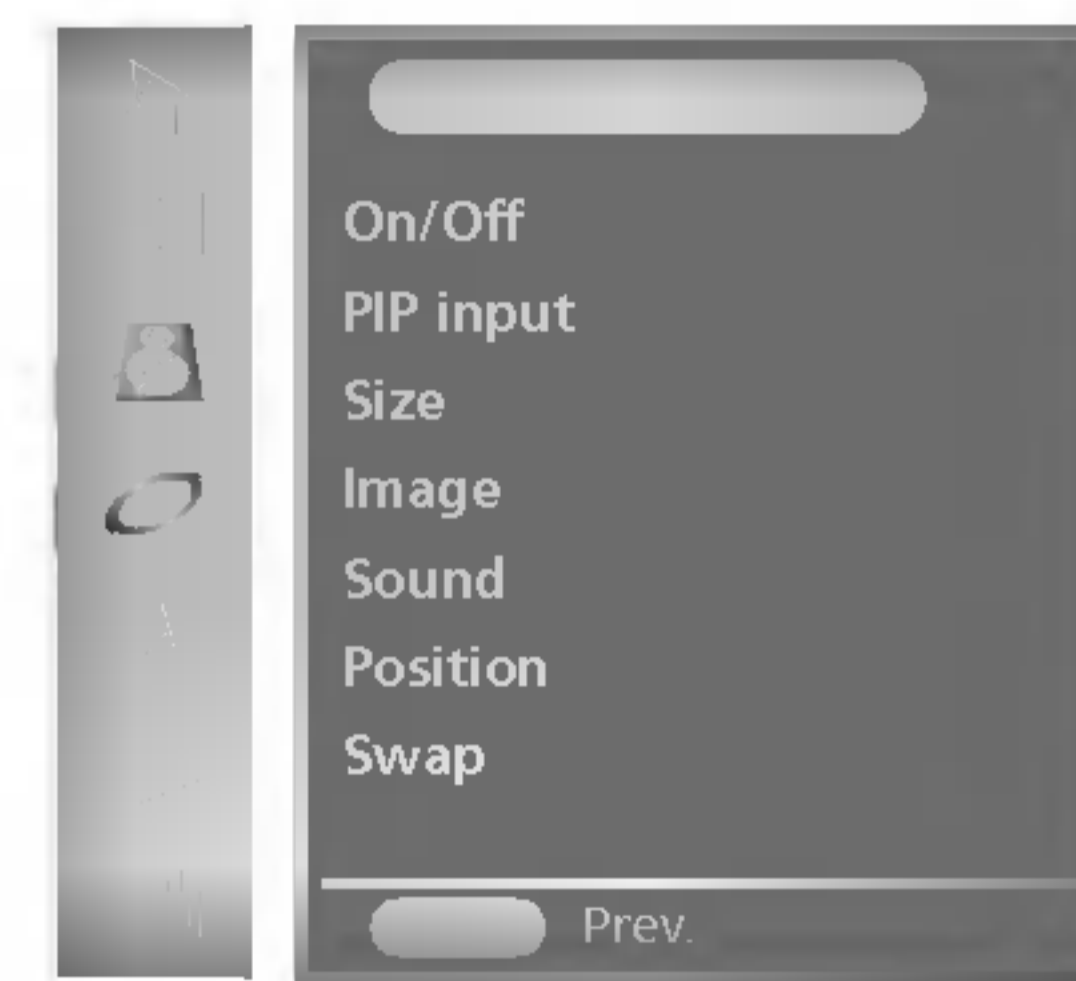 On/Off
PIP input
Size
Image
Sound
Position
Swap
Prev.